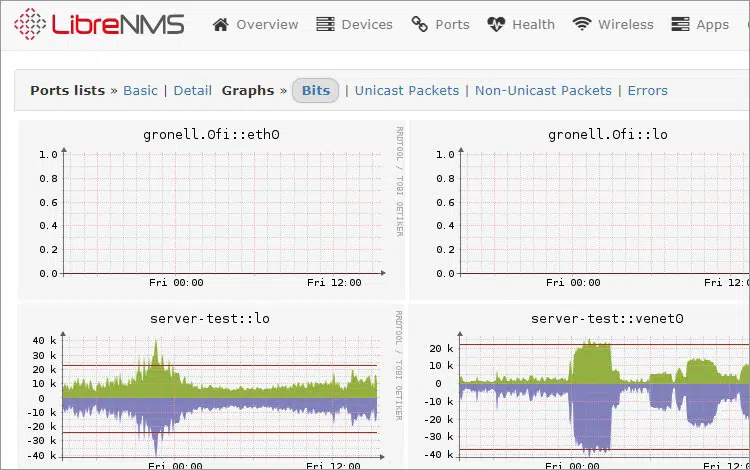 LibreNMS Overview Devices Ports Health Wireless Apps
Ports lists » Basic | Detail Graphs » Bits | Unicast Packets | Non-Unicast Packets | Errors
gronell.0fi::eth0
RRDTOOL / TOBI OETIKER
1.0
0.8
0.6
0.4
0.2
0.0
Fri 00:00 Fri 12:00
gronell.0fi::lo
1.0
0.8
0.6
0.4
0.2
0.0
Fri 00:00 Fri 12:0
server-test::lo
RRDTOOL / TOBI OETIKER
40 k
30 k
20 k
10 k
0
-10 k
-20 k
-30 k
-40 k
Fri 00:00 Fri 12:00
server-test::venet0
20 k
10 k
0
-10 k
-20 k
-30 k
-40 k
Fri 00:00 Fri 12:0